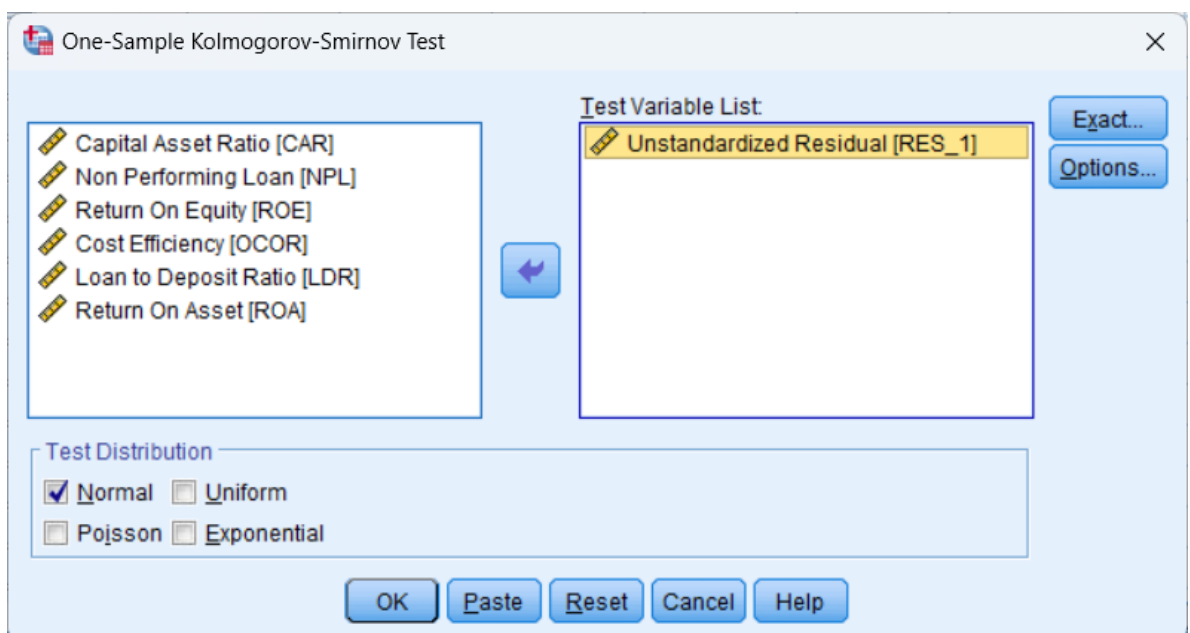 One-Sample Kolmogorov-Smirnov Test
Test Variable List:
Capital Asset Ratio [CAR]
Non Performing Loan [NPL]
Return On Equity [ROE]
Cost Efficiency [OCOR]
Loan to Deposit Ratio [LDR]
Return On Asset [ROA]
Unstandardized Residual [RES_1]
Exact...
Options...
Test Distribution
Normal Uniform
Poisson Exponential
OK Paste Reset Cancel Help